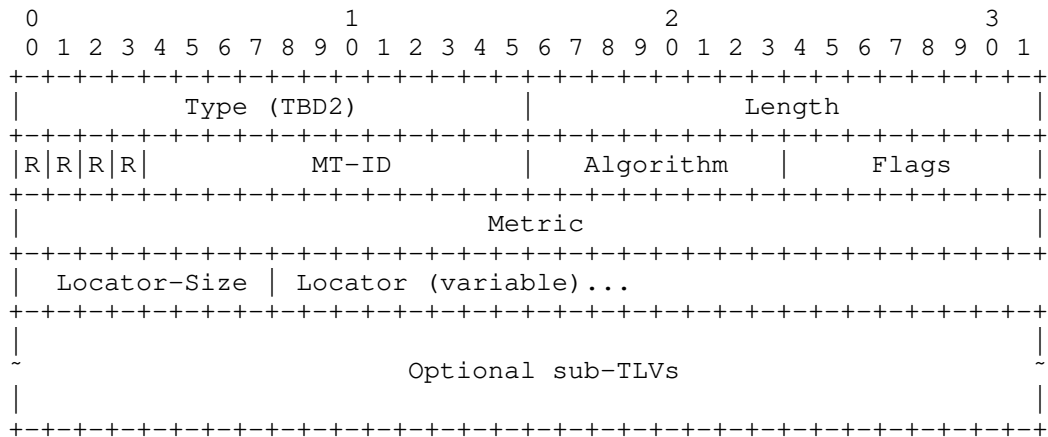 0                   1                   2                   3
 0 1 2 3 4 5 6 7 8 9 0 1 2 3 4 5 6 7 8 9 0 1 2 3 4 5 6 7 8 9 0 1
+-+-+-+-+-+-+-+-+-+-+-+-+-+-+-+-+-+-+-+-+-+-+-+-+-+-+-+-+-+-+-+-+
|          Type (TBD2)          |             Length            |
+-+-+-+-+-+-+-+-+-+-+-+-+-+-+-+-+-+-+-+-+-+-+-+-+-+-+-+-+-+-+-+-+
|R|R|R|R|          MT-ID        |   Algorithm   |     Flags     |
+-+-+-+-+-+-+-+-+-+-+-+-+-+-+-+-+-+-+-+-+-+-+-+-+-+-+-+-+-+-+-+-+
|                             Metric                            |
+-+-+-+-+-+-+-+-+-+-+-+-+-+-+-+-+-+-+-+-+-+-+-+-+-+-+-+-+-+-+-+-+
|  Locator-Size | Locator (variable)...
+-+-+-+-+-+-+-+-+-+-+-+-+-+-+-+-+-+-+-+-+-+-+-+-+-+-+-+-+-+-+-+-+
|                                                               |
~                        Optional sub-TLVs                      ~
|                                                               |
+-+-+-+-+-+-+-+-+-+-+-+-+-+-+-+-+-+-+-+-+-+-+-+-+-+-+-+-+-+-+-+-+